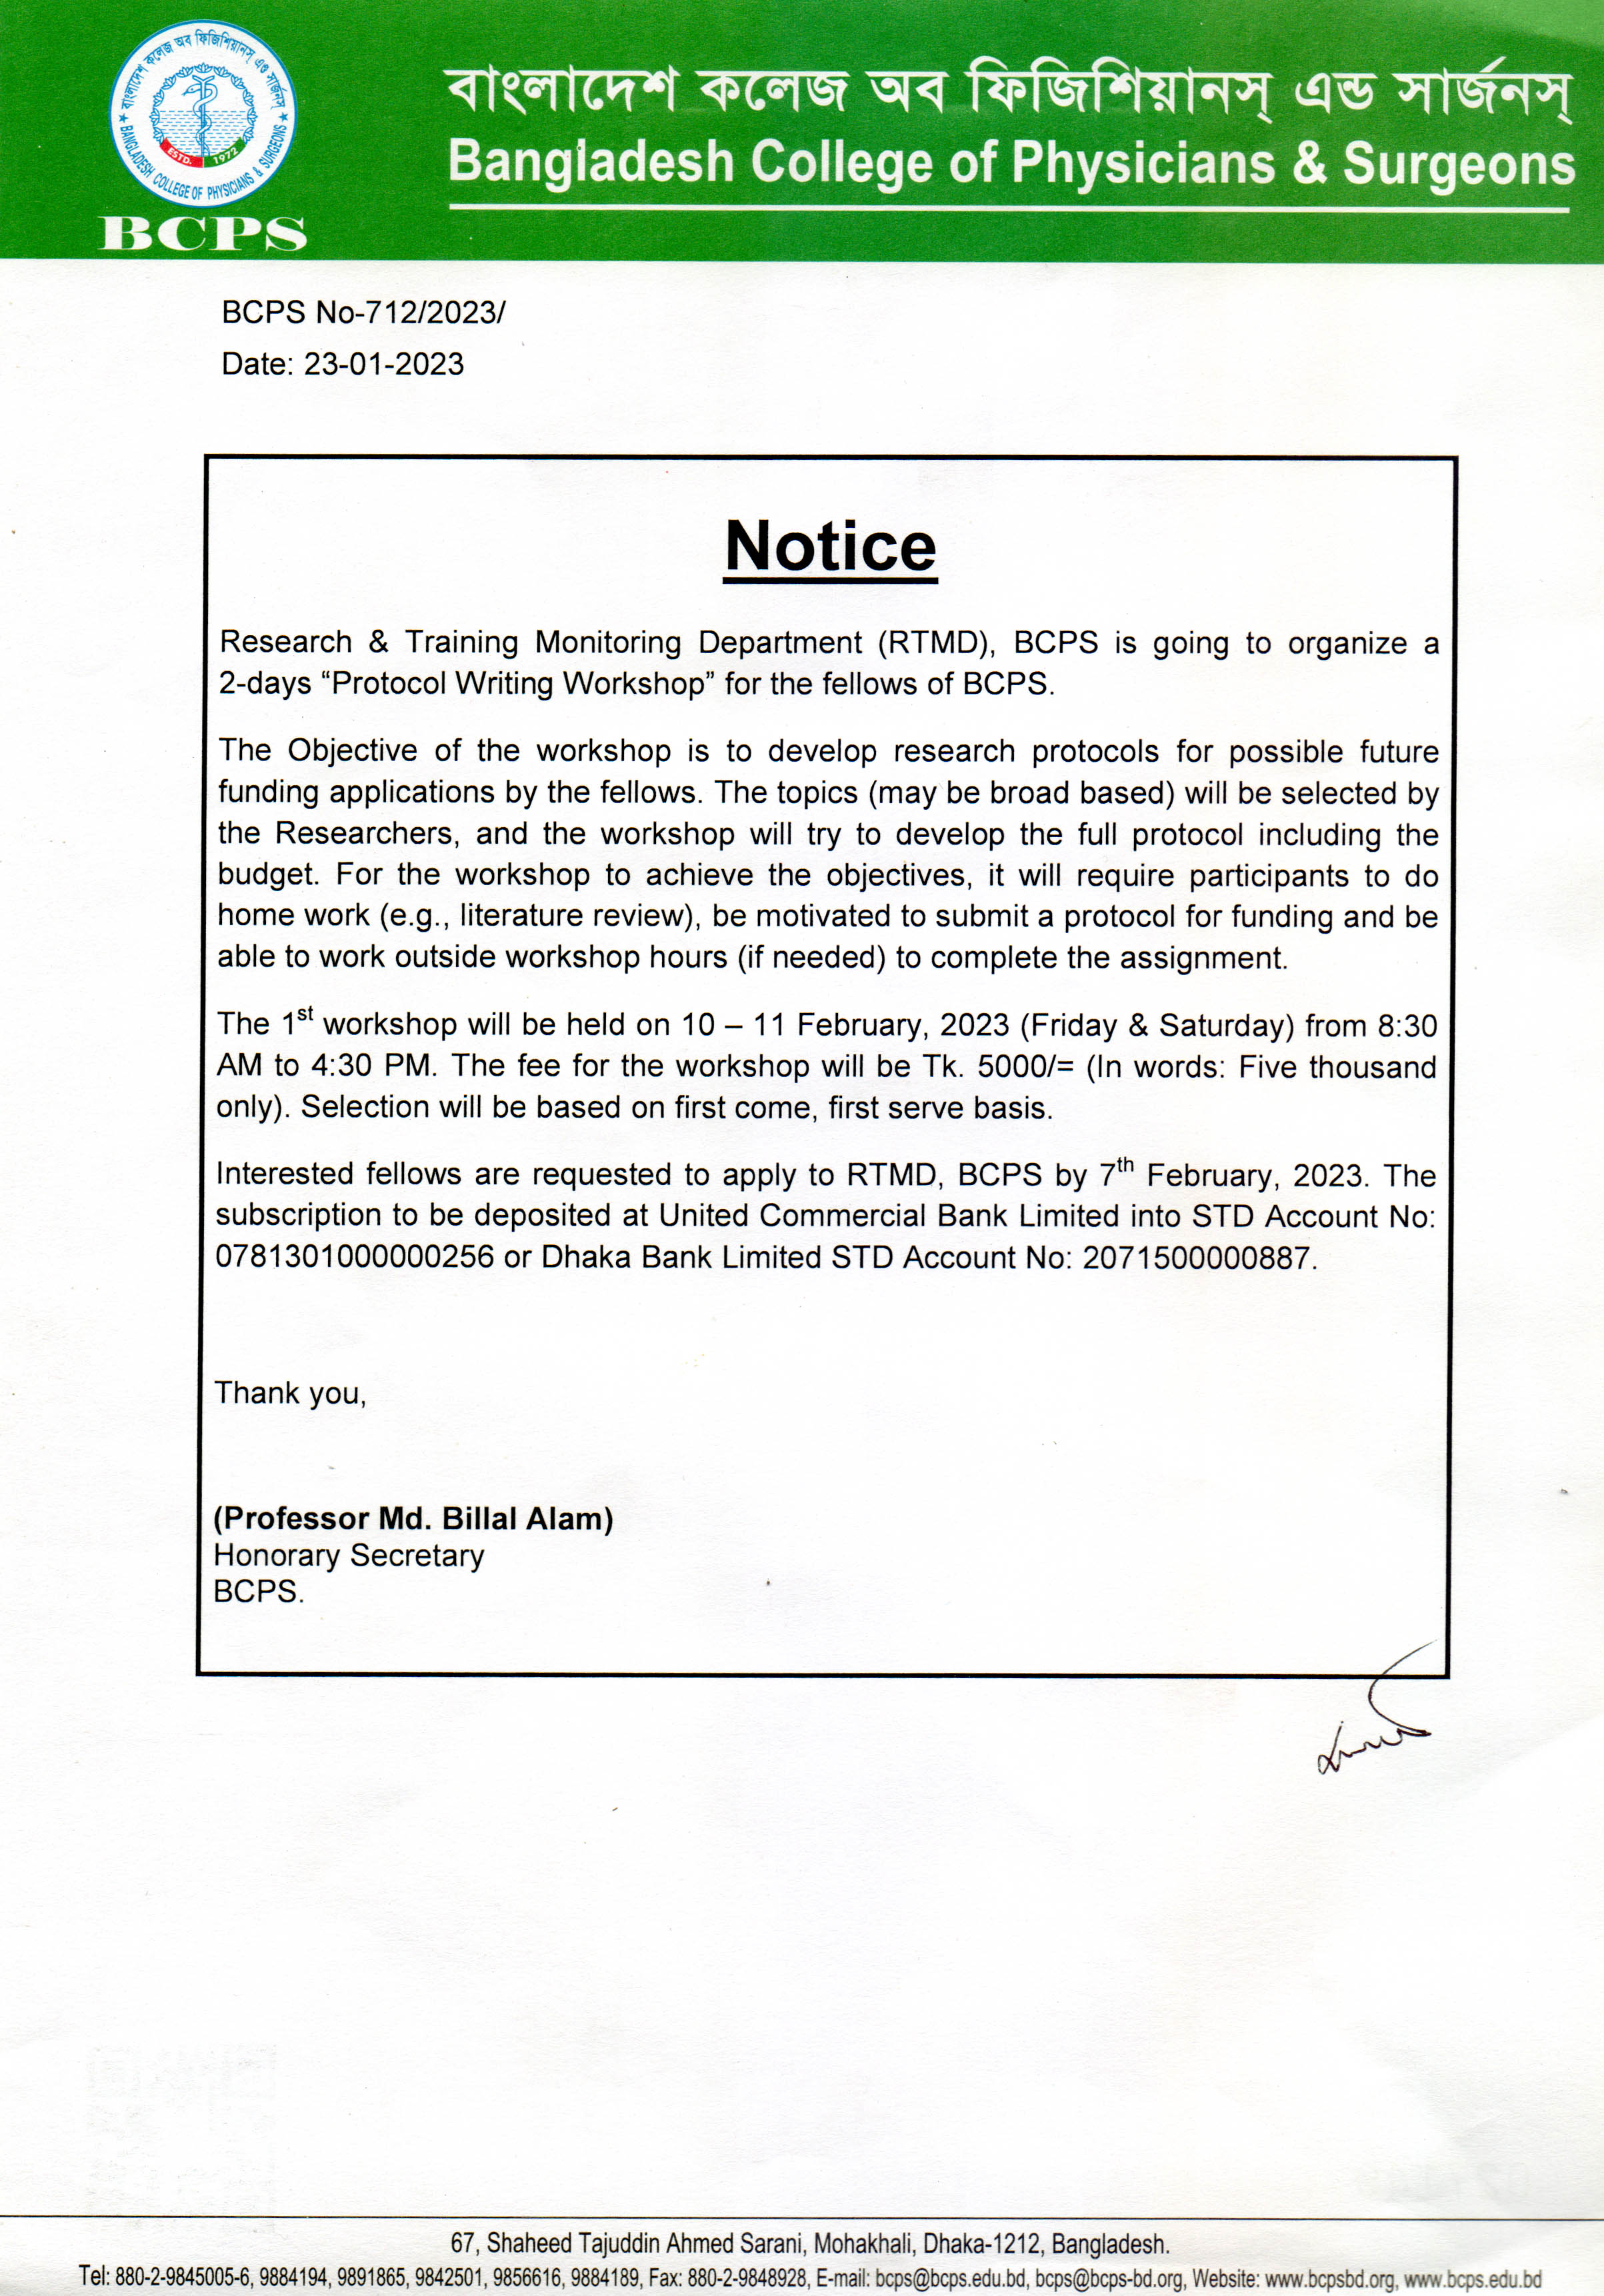 বাংলাদেশ কলেজ অব ফিজিশিয়ানস্ এন্ড সার্জনস্
Bangladesh College of Physicians & Surgeons
বাংলাদেশ কলেজ অব ফিজিশিয়ানস্ এন্ড সার্জনস্
ESTD. 1972
BANGLADESH COLLEGE OF PHYSICIANS & SURGEONS
BCPS
BCPS No-712/2023/
Date: 23-01-2023
Notice
Research & Training Monitoring Department (RTMD), BCPS is going to organize a
2-days “Protocol Writing Workshop” for the fellows of BCPS.
The Objective of the workshop is to develop research protocols for possible future
funding applications by the fellows. The topics (may be broad based) will be selected by
the Researchers, and the workshop will try to develop the full protocol including the
budget. For the workshop to achieve the objectives, it will require participants to do
home work (e.g., literature review), be motivated to submit a protocol for funding and be
able to work outside workshop hours (if needed) to complete the assignment.
The 1st workshop will be held on 10 – 11 February, 2023 (Friday & Saturday) from 8:30
AM to 4:30 PM. The fee for the workshop will be Tk. 5000/= (In words: Five thousand
only). Selection will be based on first come, first serve basis.
Interested fellows are requested to apply to RTMD, BCPS by 7th February, 2023. The
subscription to be deposited at United Commercial Bank Limited into STD Account No:
0781301000000256 or Dhaka Bank Limited STD Account No: 2071500000887.
Thank you,
(Professor Md. Billal Alam)
Honorary Secretary
BCPS.
67, Shaheed Tajuddin Ahmed Sarani, Mohakhali, Dhaka-1212, Bangladesh.
Tel: 880-2-9845005-6, 9884194, 9891865, 9842501, 9856616, 9884189, Fax: 880-2-9848928, E-mail: bcps@bcps.edu.bd, bcps@bcps-bd.org, Website: www.bcpsbd.org, www.bcps.edu.bd